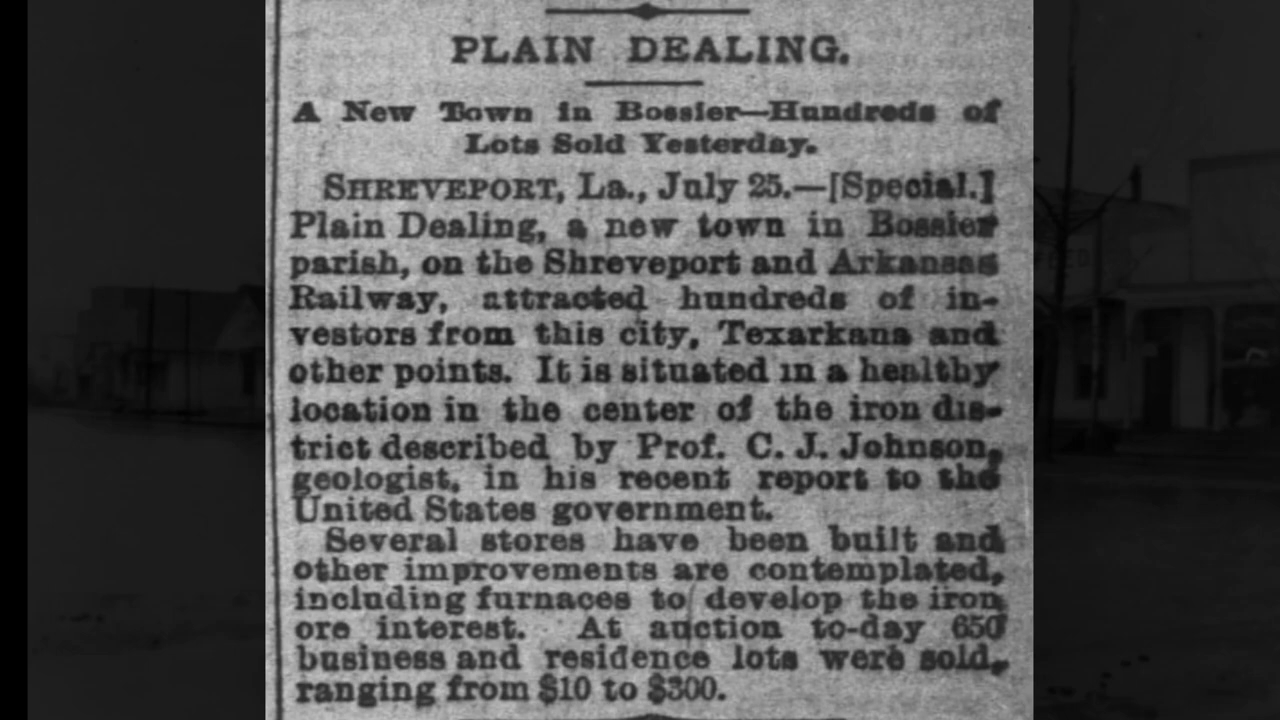 PLAIN DEALING.
A New Town in Bossier—Hundreds of
Lots Sold Yesterday.
SHREVEPORT, La., July 25.—[Special.]
Plain Dealing, a new town in Bossier
parish, on the Shreveport and Arkansas
Railway, attracted hundreds of in-
vestors from this city, Texarkana and
other points. It is situated in a healthy
location in the center of the iron dis-
trict described by Prof. C. J. Johnson,
geologist, in his recent report to the
United States government.
Several stores have been built and
other improvements are contemplated,
including furnaces to develop the iron
ore interest. At auction to-day 650
business and residence lots were sold,
ranging from $10 to $300.